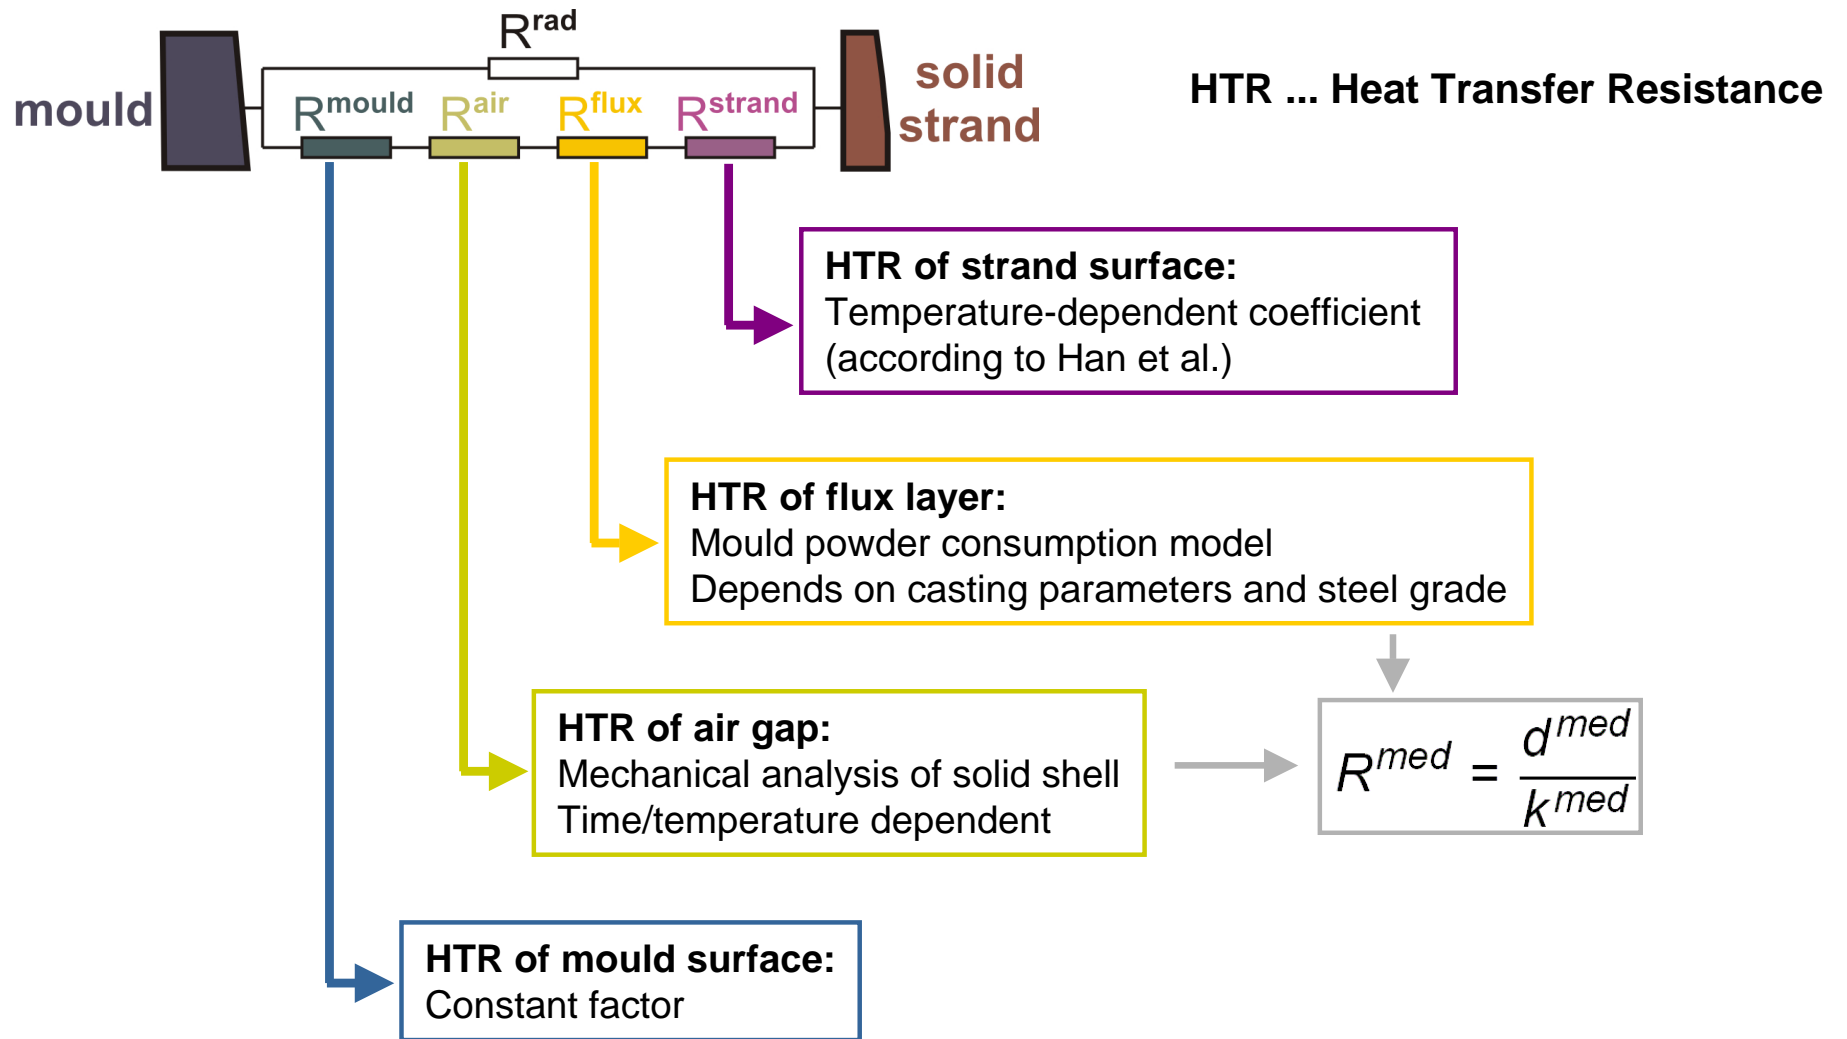 R^rad
mould
R^mould R^air R^flux R^strand
solid
strand
HTR ... Heat Transfer Resistance
HTR of strand surface:
Temperature-dependent coefficient
(according to Han et al.)
HTR of flux layer:
Mould powder consumption model
Depends on casting parameters and steel grade
HTR of air gap:
Mechanical analysis of solid shell
Time/temperature dependent
R^med = d^med / k^med
HTR of mould surface:
Constant factor